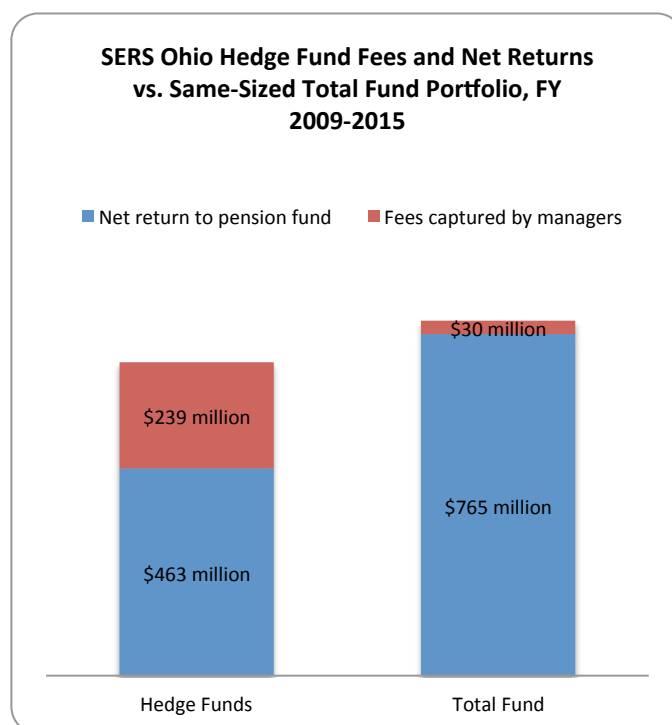 SERS Ohio Hedge Fund Fees and Net Returns
vs. Same-Sized Total Fund Portfolio, FY
2009-2015
Net return to pension fund Fees captured by managers
$30 million
$239 million
$765 million
$463 million
Hedge Funds Total Fund